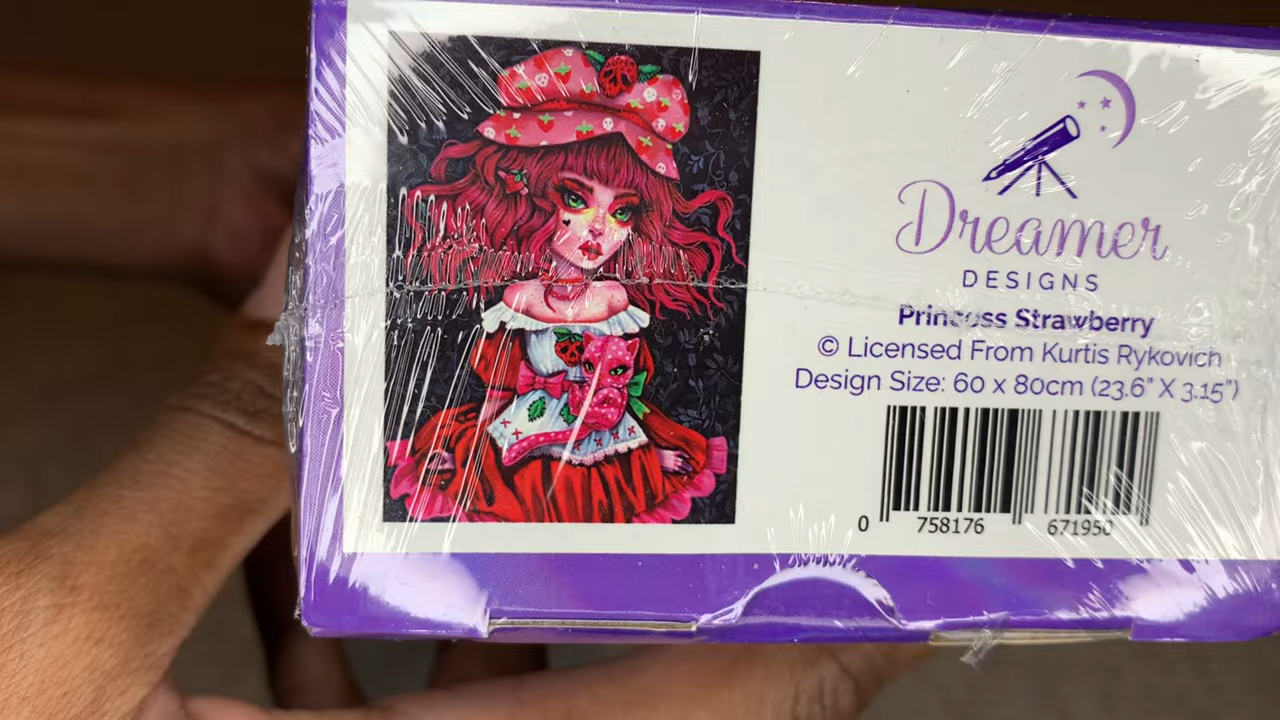 Dreamer
DESIGNS
Princess Strawberry
© Licensed From Kurtis Rykovich
Design Size: 60 x 80cm (23.6" X 3.15")
0 758176 671950